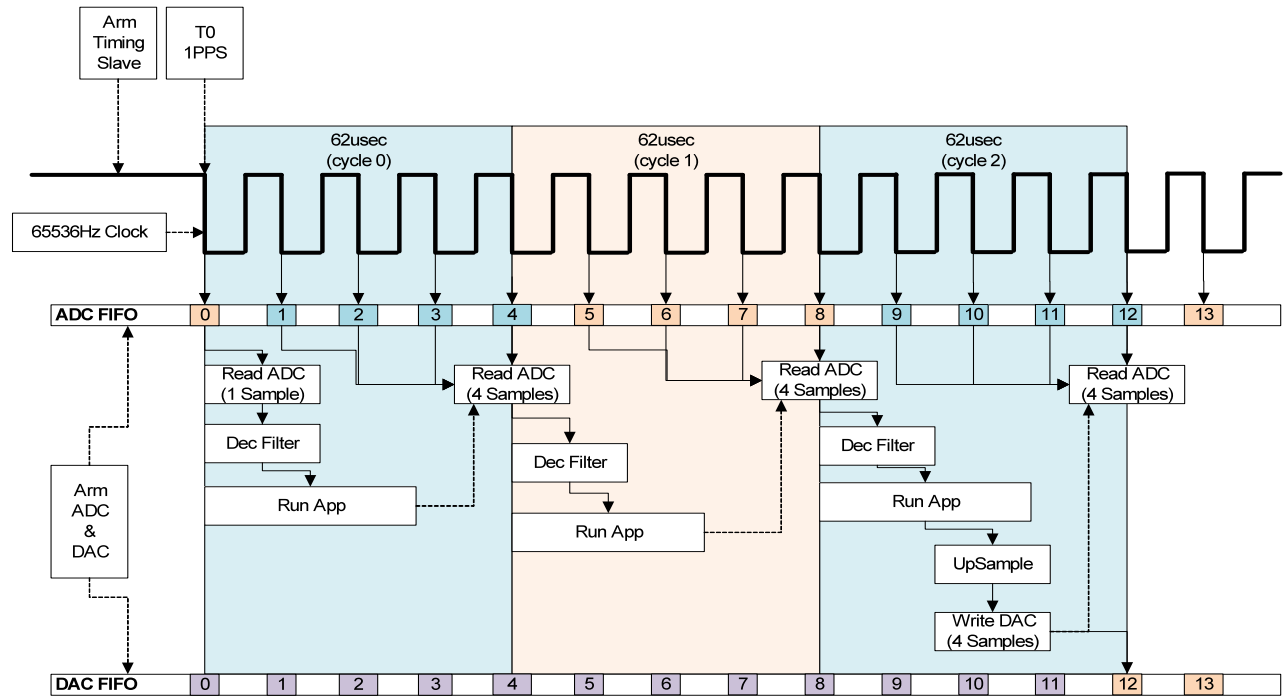 Arm
Timing
Slave
T0
1PPS
62usec
(cycle 0)
62usec
(cycle 1)
62usec
(cycle 2)
65536Hz Clock
ADC FIFO
0 1 2 3 4 5 6 7 8 9 10 11 12 13
Read ADC
(1 Sample)
Read ADC
(4 Samples)
Read ADC
(4 Samples)
Read ADC
(4 Samples)
Dec Filter
Dec Filter
Dec Filter
Run App
Run App
Run App
Arm
ADC
&
DAC
UpSample
Write DAC
(4 Samples)
DAC FIFO
0 1 2 3 4 5 6 7 8 9 10 11 12 13